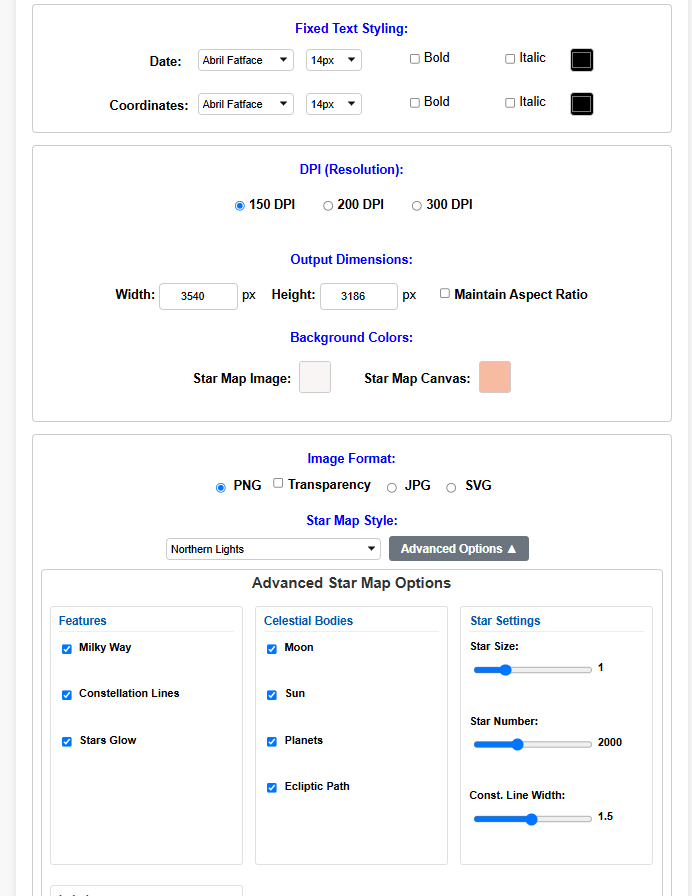 Fixed Text Styling:
Date: Abril Fatface 14px Bold Italic
Coordinates: Abril Fatface 14px Bold Italic
DPI (Resolution):
150 DPI 200 DPI 300 DPI
Output Dimensions:
Width: 3540 px Height: 3186 px Maintain Aspect Ratio
Background Colors:
Star Map Image: Star Map Canvas:
Image Format:
PNG Transparency JPG SVG
Star Map Style:
Northern Lights Advanced Options ▲
Advanced Star Map Options
Features
Milky Way
Constellation Lines
Stars Glow
Celestial Bodies
Moon
Sun
Planets
Ecliptic Path
Star Settings
Star Size:
1
Star Number:
2000
Const. Line Width:
1.5